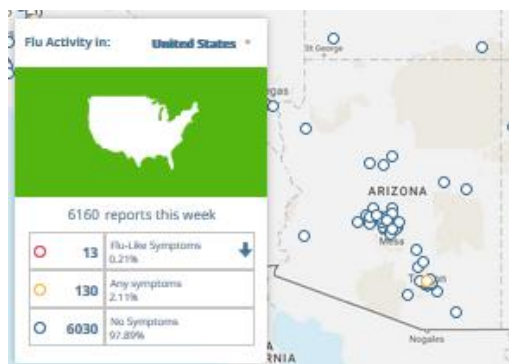 Flu Activity in: United States
6160 reports this week
13 Flu-Like Symptoms
0.21%
130 Any symptoms
2.11%
6030 No Symptoms
97.89%
St George
gas
ARIZONA
Mesa
Nogales
A
RNIA